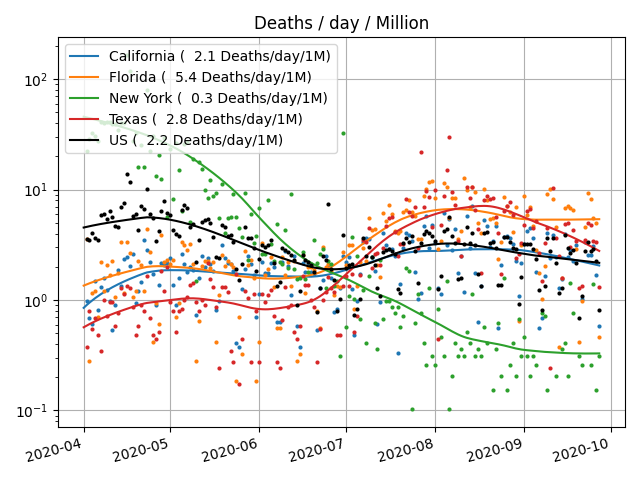 Deaths / day / Million
California (  2.1 Deaths/day/1M)
Florida (  5.4 Deaths/day/1M)
New York (  0.3 Deaths/day/1M)
Texas (  2.8 Deaths/day/1M)
US (  2.2 Deaths/day/1M)
10²
10¹
10⁰
10⁻¹
2020-04 2020-05 2020-06 2020-07 2020-08 2020-09 2020-10